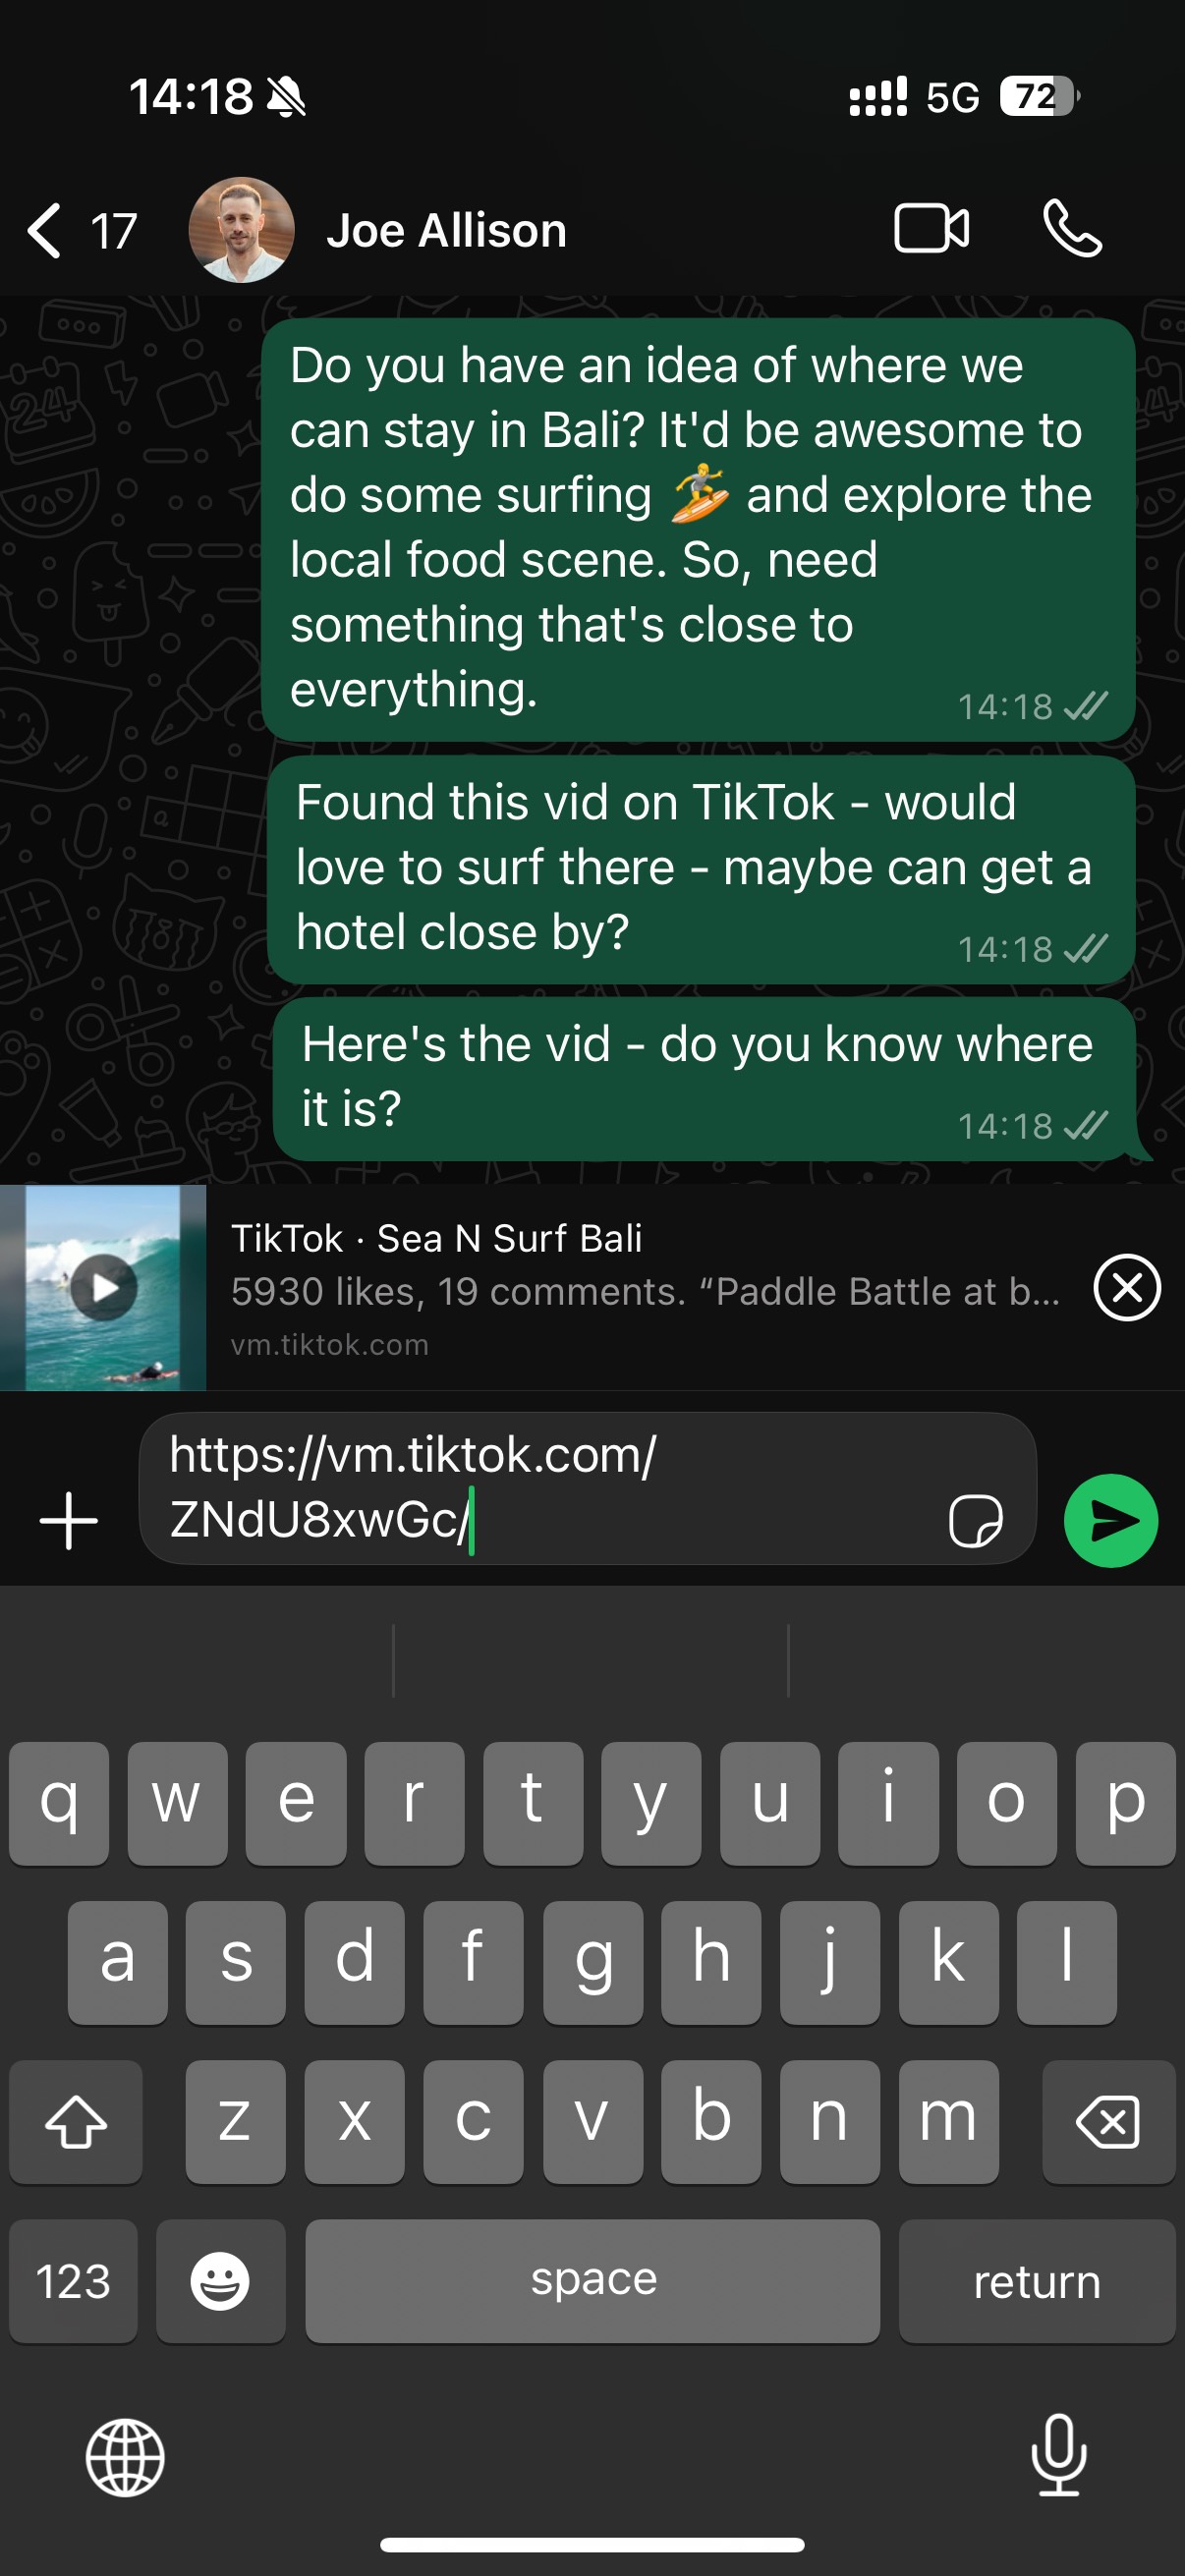 14:18
5G
72
17
Joe Allison
Do you have an idea of where we
can stay in Bali? It'd be awesome to
do some surfing 🏄 and explore the
local food scene. So, need
something that's close to
everything.
14:18
Found this vid on TikTok - would
love to surf there - maybe can get a
hotel close by?
14:18
Here's the vid - do you know where
it is?
14:18
TikTok · Sea N Surf Bali
5930 likes, 19 comments. “Paddle Battle at b...
vm.tiktok.com
https://vm.tiktok.com/
ZNdU8xwGc/
q w e r t y u i o p
a s d f g h j k l
z x c v b n m
123 space return